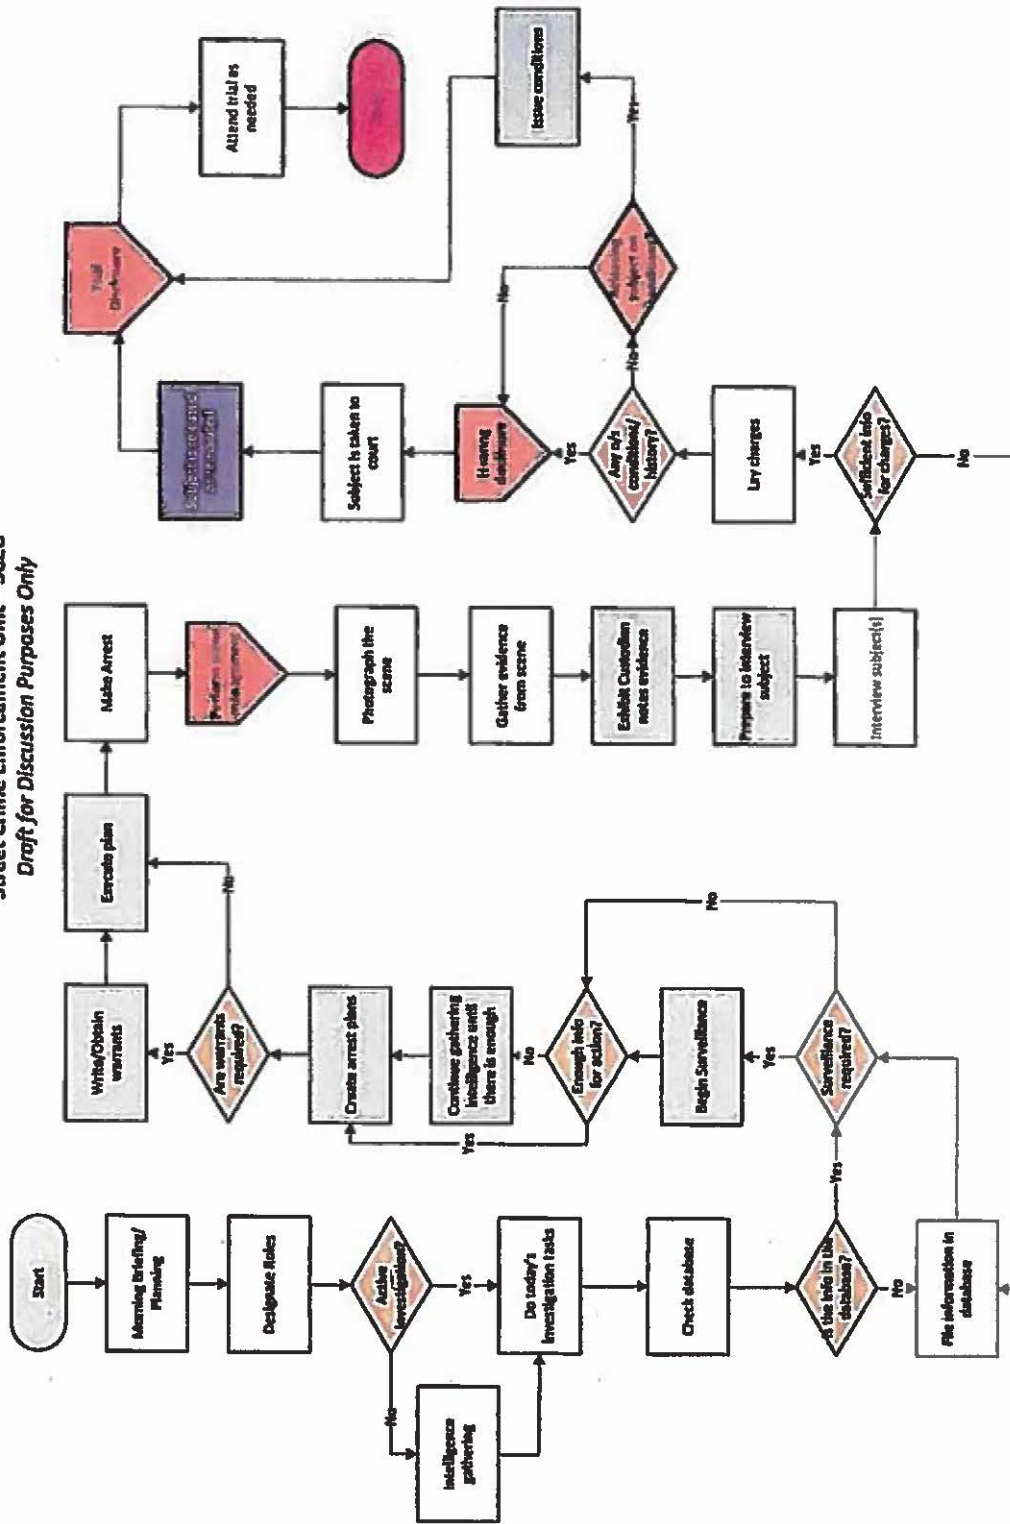 Draft for Discussion Purposes Only
Start
Morning Briefing/
Planning
Designate Roles
Active
Investigation?
No
Yes
Intelligence
gathering
Do today's
investigation tasks
Check database
is the info in the
database?
Yes
No
File information in
database
Surveillance
required?
Yes
No
Begin Surveillance
Enough info
for action?
No
Yes
Continue gathering
intelligence until
there is enough
Create arrest plans
Are warrants
required?
Yes
No
Write/Obtain
warrants
Execute plan
Make Arrest
Photograph the
scene
Gather evidence
from scene
Exhibit Custodian
notes evidence
Prepare to interview
subject
Interview subject(s)
Sufficient info
for charges?
Yes
No
Lay charges
Any o/s
conditions/
history?
Yes
No
subject on
No
Yes
Issue conditions
disclosure
Subject is taken to
court
Trial
Disclosure
Attend trial as
needed